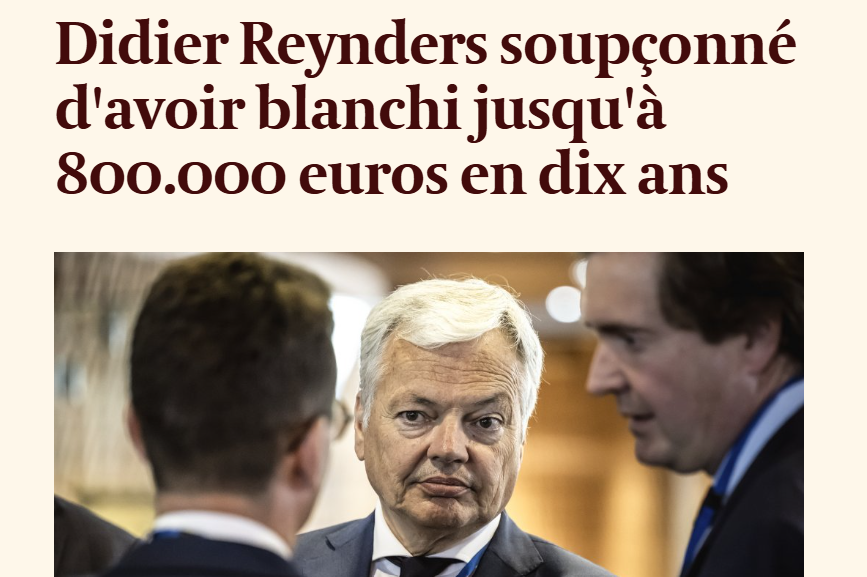 Didier Reynders soupçonné
d'avoir blanchi jusqu'à
800.000 euros en dix ans